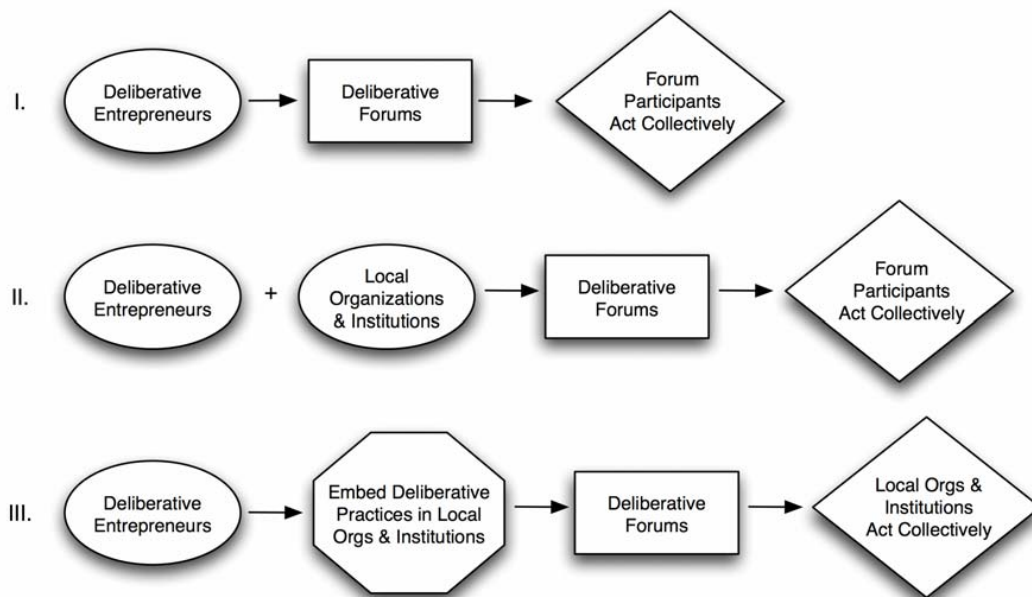 I.
Deliberative
Entrepreneurs
Deliberative
Forums
Forum
Participants
Act Collectively
II.
Deliberative
Entrepreneurs
+
Local
Organizations
& Institutions
Deliberative
Forums
Forum
Participants
Act Collectively
III.
Deliberative
Entrepreneurs
Embed Deliberative
Practices in Local
Orgs & Institutions
Deliberative
Forums
Local Orgs &
Institutions
Act Collectively